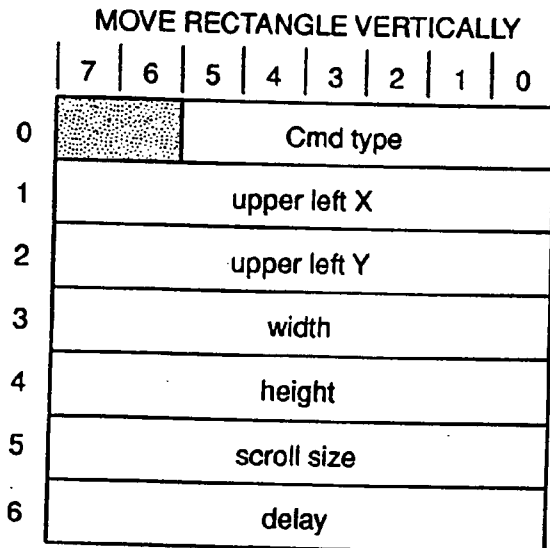 MOVE RECTANGLE VERTICALLY
7 6 5 4 3 2 1 0
0 Cmd type
1 upper left X
2 upper left Y
3 width
4 height
5 scroll size
6 delay